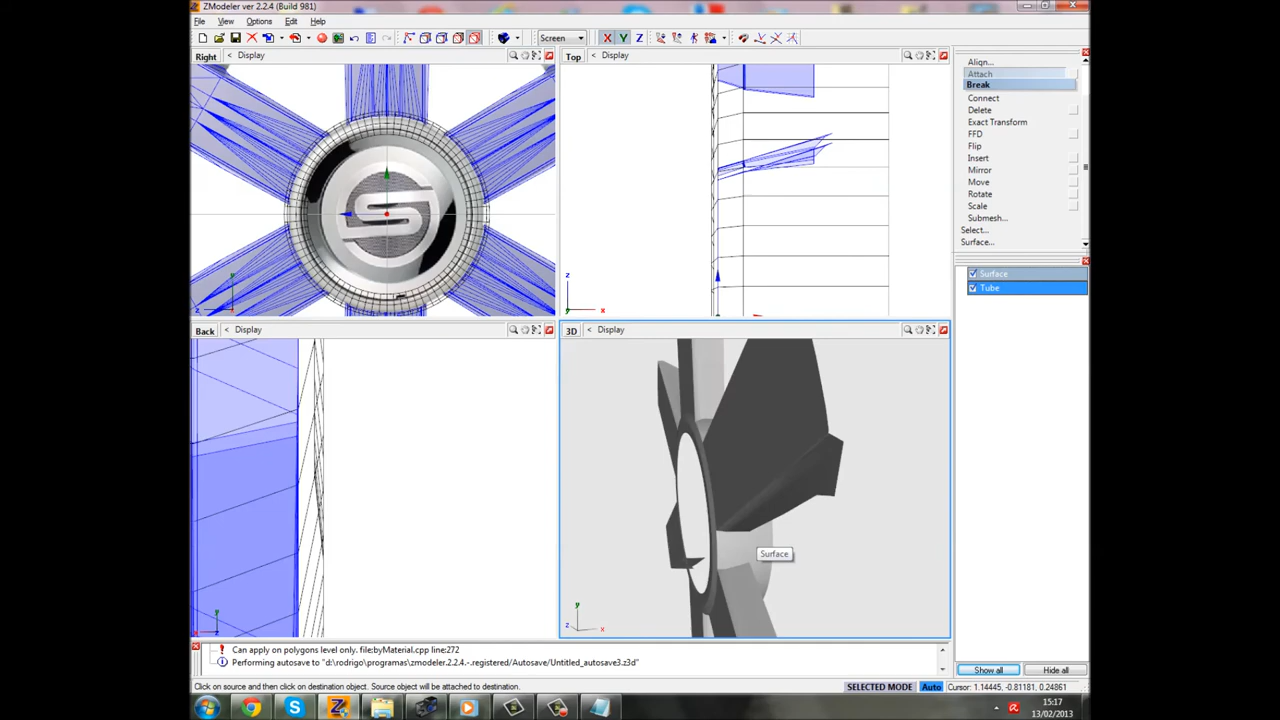 ZModeler ver 2.2.4 (Build 981)
File View Options Edit Help
Screen X Y Z
Right < Display
Top < Display
Align...
Attach
Break
Connect
Delete
Exact Transform
FFD
Flip
Insert
Mirror
Move
Rotate
Scale
Submesh...
Select...
Surface...
Surface
Tube
y
z
z
y x
Back < Display
3D < Display
Surface
y
y
x
Can apply on polygons level only. file:byMaterial.cpp line:272
Performing autosave to "d:\rodrigo\programas\zmodeler.2.2.4.-.registered/Autosave/Untitled_autosave3.z3d"
Show all Hide all
Click on source and then click on destination object. Source object will be attached to destination.
SELECTED MODE Auto Cursor: 1.14445, -0.81181, 0.24861
15:17
13/02/2013